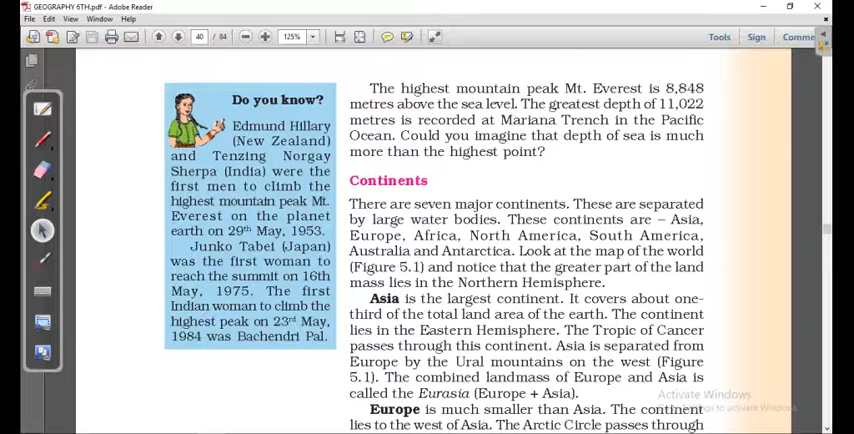 GEOGRAPHY 6TH.pdf - Adobe Reader
File Edit View Window Help
40 / 84 125% Tools Sign Comme
Do you know?
Edmund Hillary
(New Zealand)
and Tenzing Norgay
Sherpa (India) were the
first men to climb the
highest mountain peak Mt.
Everest on the planet
earth on 29th May, 1953.
Junko Tabei (Japan)
was the first woman to
reach the summit on 16th
May, 1975. The first
Indian woman to climb the
highest peak on 23rd May,
1984 was Bachendri Pal.
The highest mountain peak Mt. Everest is 8,848
metres above the sea level. The greatest depth of 11,022
metres is recorded at Mariana Trench in the Pacific
Ocean. Could you imagine that depth of sea is much
more than the highest point?
Continents
There are seven major continents. These are separated
by large water bodies. These continents are – Asia,
Europe, Africa, North America, South America,
Australia and Antarctica. Look at the map of the world
(Figure 5.1) and notice that the greater part of the land
mass lies in the Northern Hemisphere.
Asia is the largest continent. It covers about one-
third of the total land area of the earth. The continent
lies in the Eastern Hemisphere. The Tropic of Cancer
passes through this continent. Asia is separated from
Europe by the Ural mountains on the west (Figure
5.1). The combined landmass of Europe and Asia is
called the Eurasia (Europe + Asia).
Europe is much smaller than Asia. The continent
lies to the west of Asia. The Arctic Circle passes through
Activate Windows
to activate Windows.